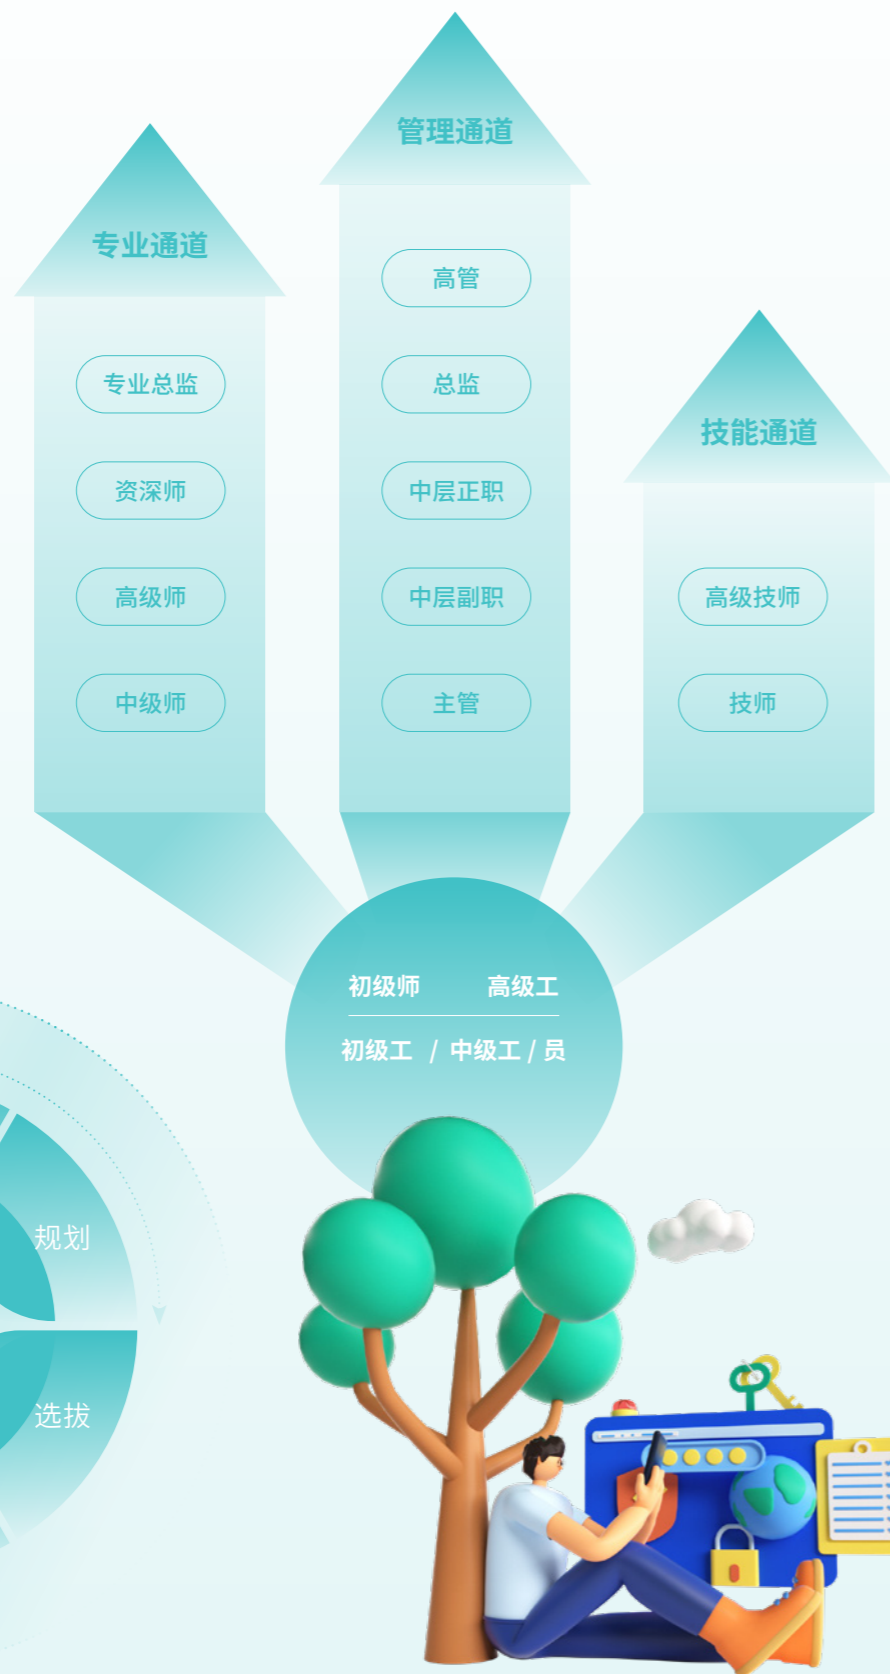 管理通道
高管
总监
中层正职
中层副职
主管
专业通道
专业总监
资深师
高级师
中级师
技能通道
高级技师
技师
初级师 高级工
初级工 / 中级工 / 员
规划
选拔